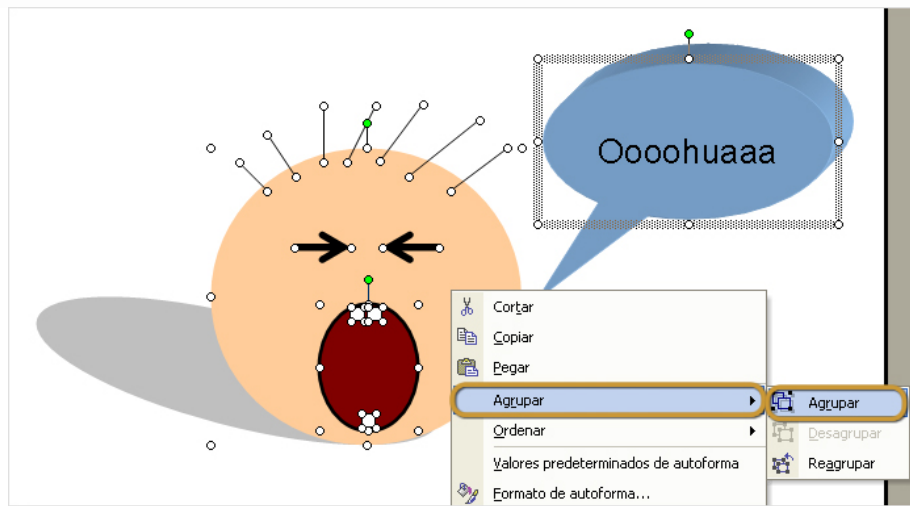 Oooohuaaa
Cortar
Copiar
Pegar
Agrupar
Ordenar
Valores predeterminados de autoforma
Formato de autoforma...
Agrupar
Desagrupar
Reagrupar